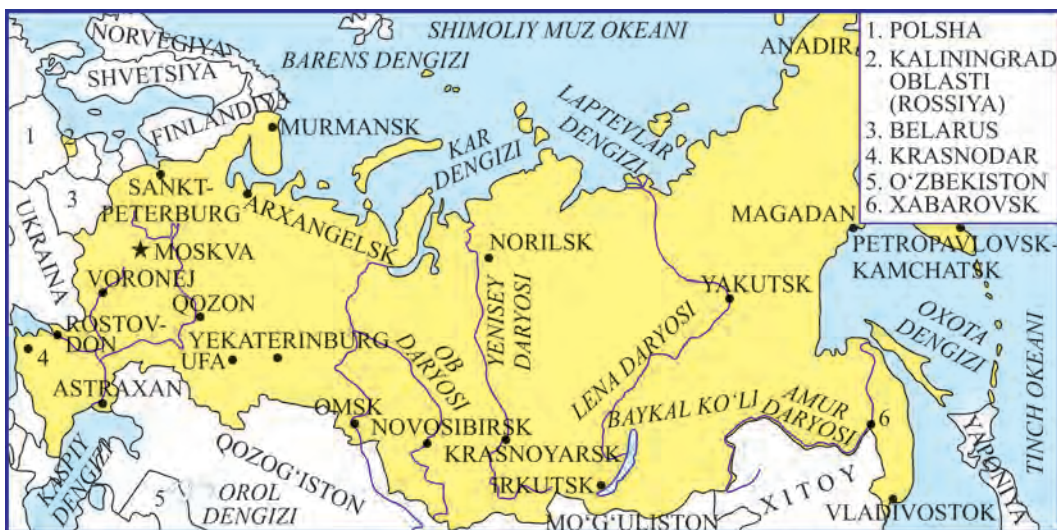 NORVEGIYA
SHVETSIYA
FINLANDIYA
BARENS DENGIZI
SHIMOLIY MUZ OKEANI
KAR
DENGIZI
LAPTEVLAR
DENGIZI
ANADIR
1. POLSHA
2. KALININGRAD
OBLASTI
(ROSSIYA)
3. BELARUS
4. KRASNODAR
5. O‘ZBEKISTON
6. XABAROVSK
1
2
3
MURMANSK
SANKT-
PETERBURG
ARXANGELSK
UKRAINA
MOSKVA
VORONEJ
QOZON
ROSTOV-
DON
4
YEKATERINBURG
UFA
ASTRAXAN
NORILSK
YENISEY
DARYOSI
OB
DARYOSI
OMSK
NOVOSIBIRSK
KRASNOYARSK
IRKUTSK
YAKUTSK
LENA DARYOSI
BAYKAL KO‘LI
AMUR
DARYOSI
6
MAGADAN
PETROPAVLOVSK-
KAMCHATSK
OXOTA
DENGIZI
TINCH OKEANI
YAPONIYA
VLADIVOSTOK
XITOY
MO‘G‘ULISTON
QOZOG‘ISTON
OROL
DENGIZI
5
KASPIY
DENGIZI